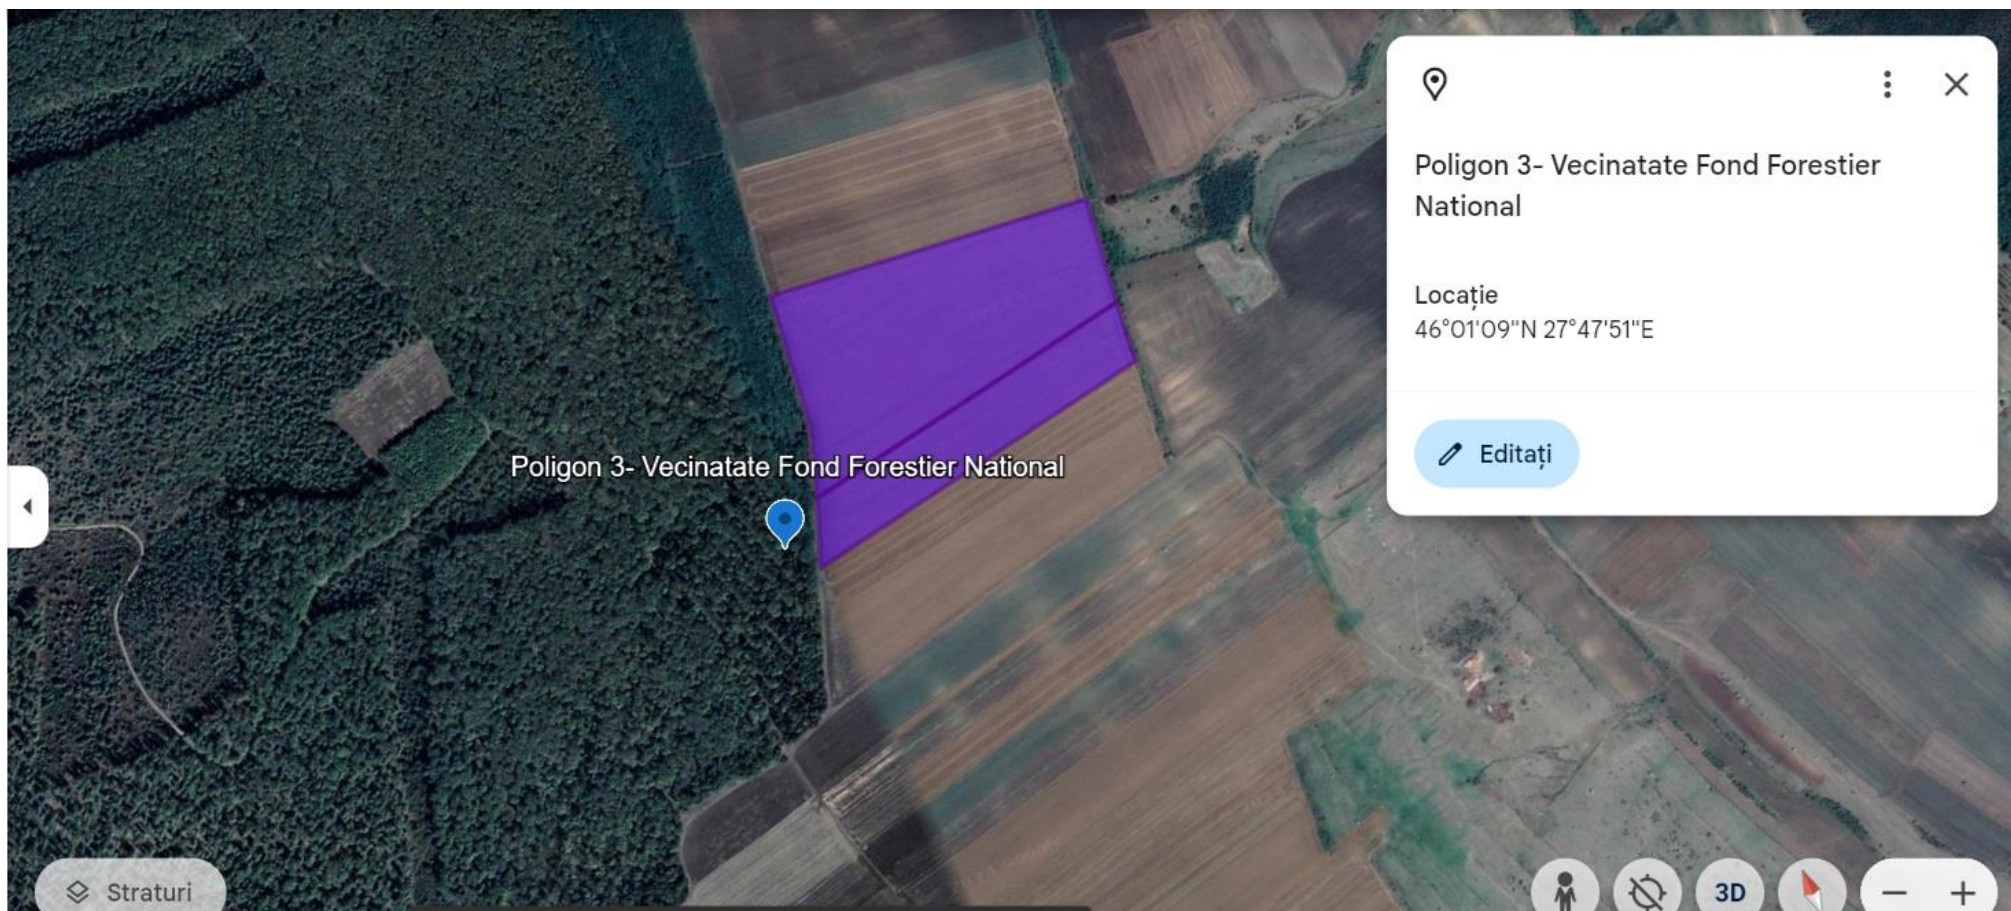 Poligon 3- Vecinatate Fond Forestier
National
Locație
46°01'09"N 27°47'51"E
Editați
Poligon 3- Vecinatate Fond Forestier National
Straturi
3D